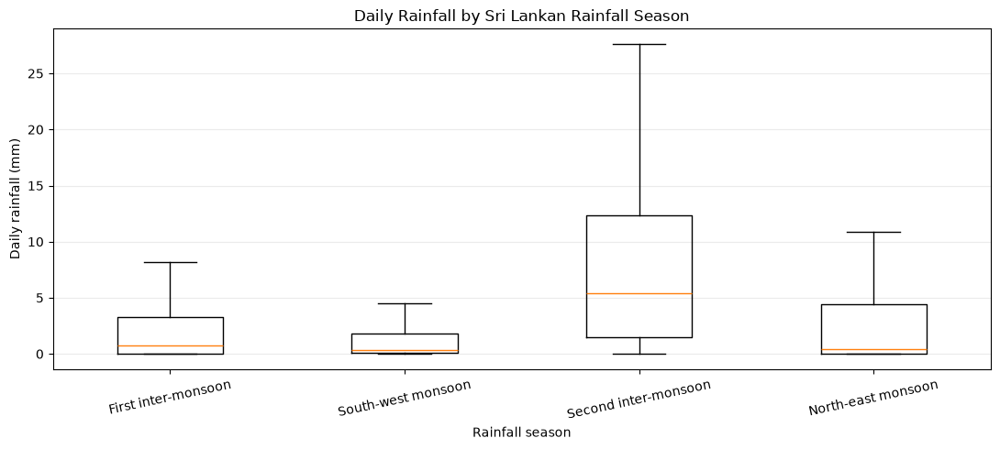 Daily Rainfall by Sri Lankan Rainfall Season
Daily rainfall (mm)
25
20
15
10
5
0
First inter-monsoon
South-west monsoon
Second inter-monsoon
North-east monsoon
Rainfall season